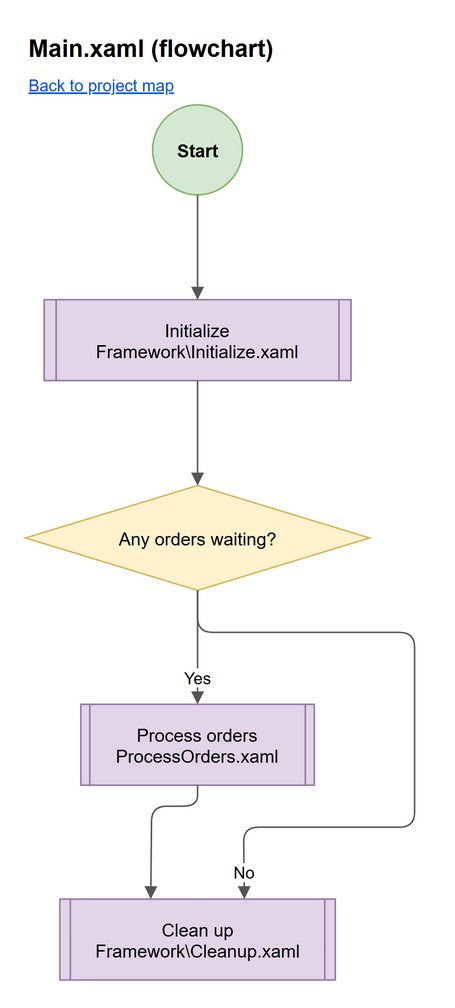 Main.xaml (flowchart)
Back to project map
Start
Initialize
Framework\Initialize.xaml
Any orders waiting?
Yes
Process orders
ProcessOrders.xaml
No
Clean up
Framework\Cleanup.xaml